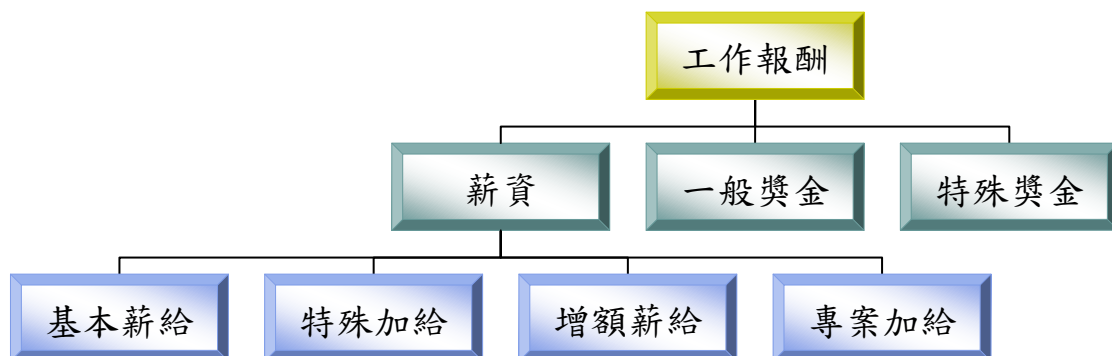 工作報酬
薪資
一般獎金
特殊獎金
基本薪給
特殊加給
增額薪給
專案加給